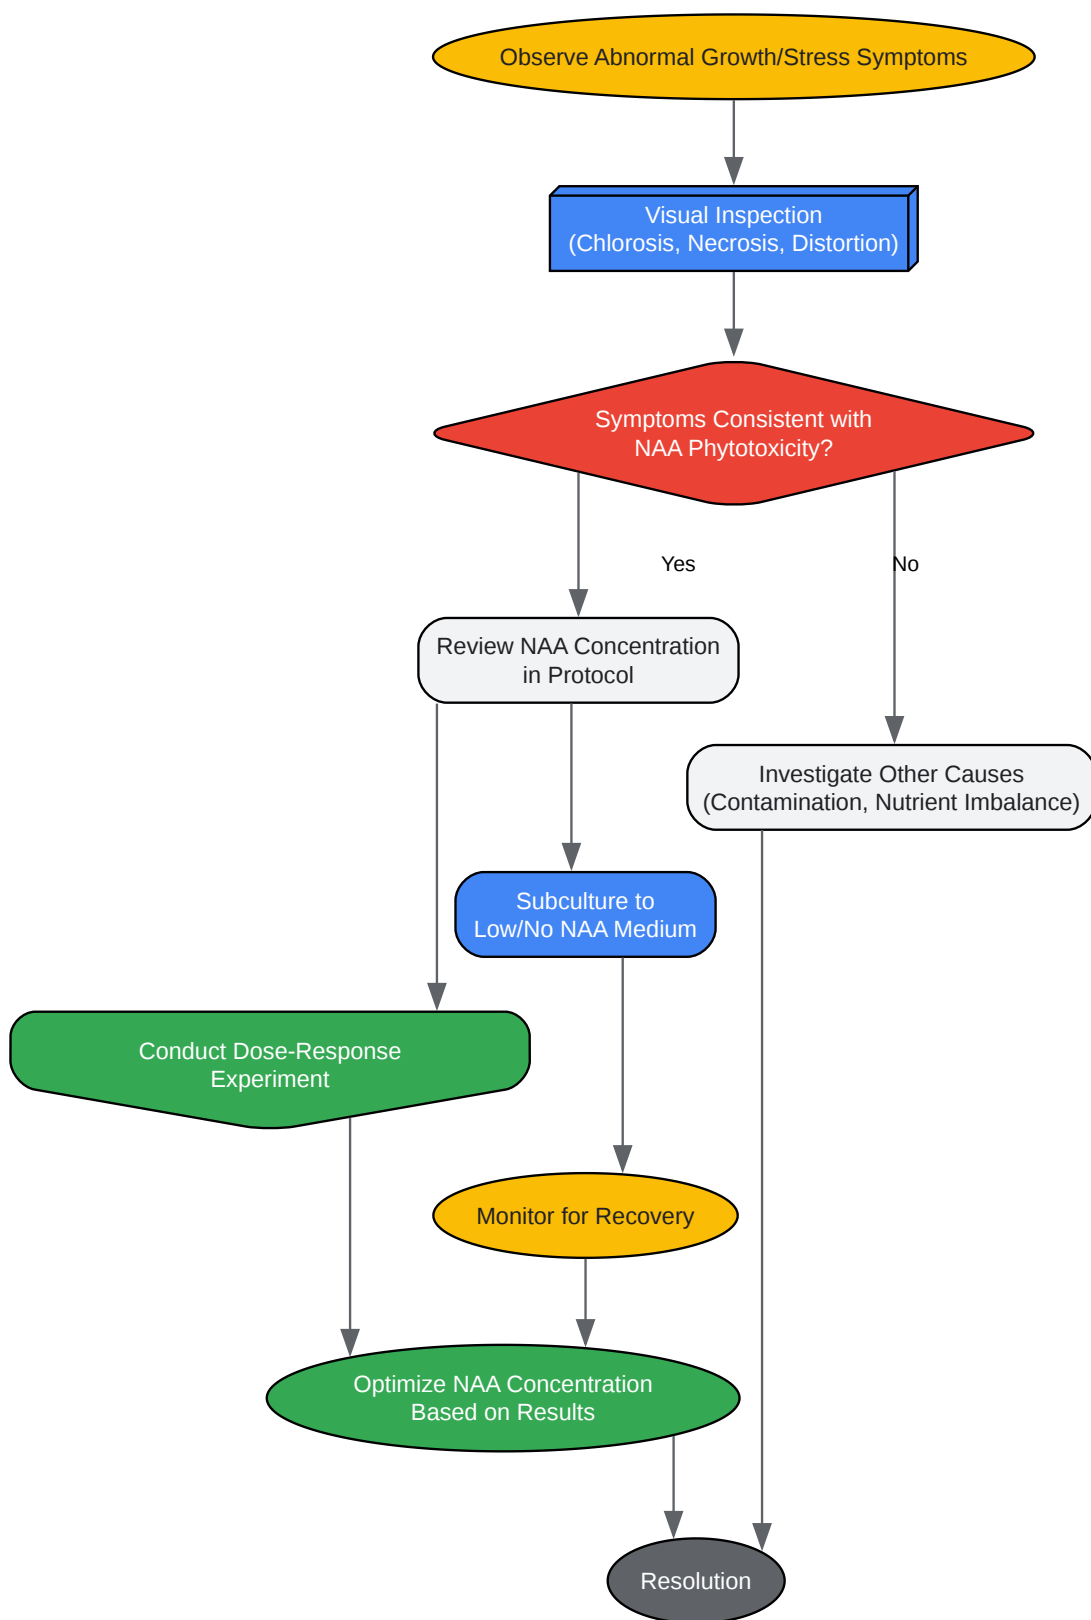 Observe Abnormal Growth/Stress Symptoms
Visual Inspection
(Chlorosis, Necrosis, Distortion)
Symptoms Consistent with
NAA Phytotoxicity?
Yes
No
Review NAA Concentration
in Protocol
Investigate Other Causes
(Contamination, Nutrient Imbalance)
Subculture to
Low/No NAA Medium
Conduct Dose-Response
Experiment
Monitor for Recovery
Optimize NAA Concentration
Based on Results
Resolution